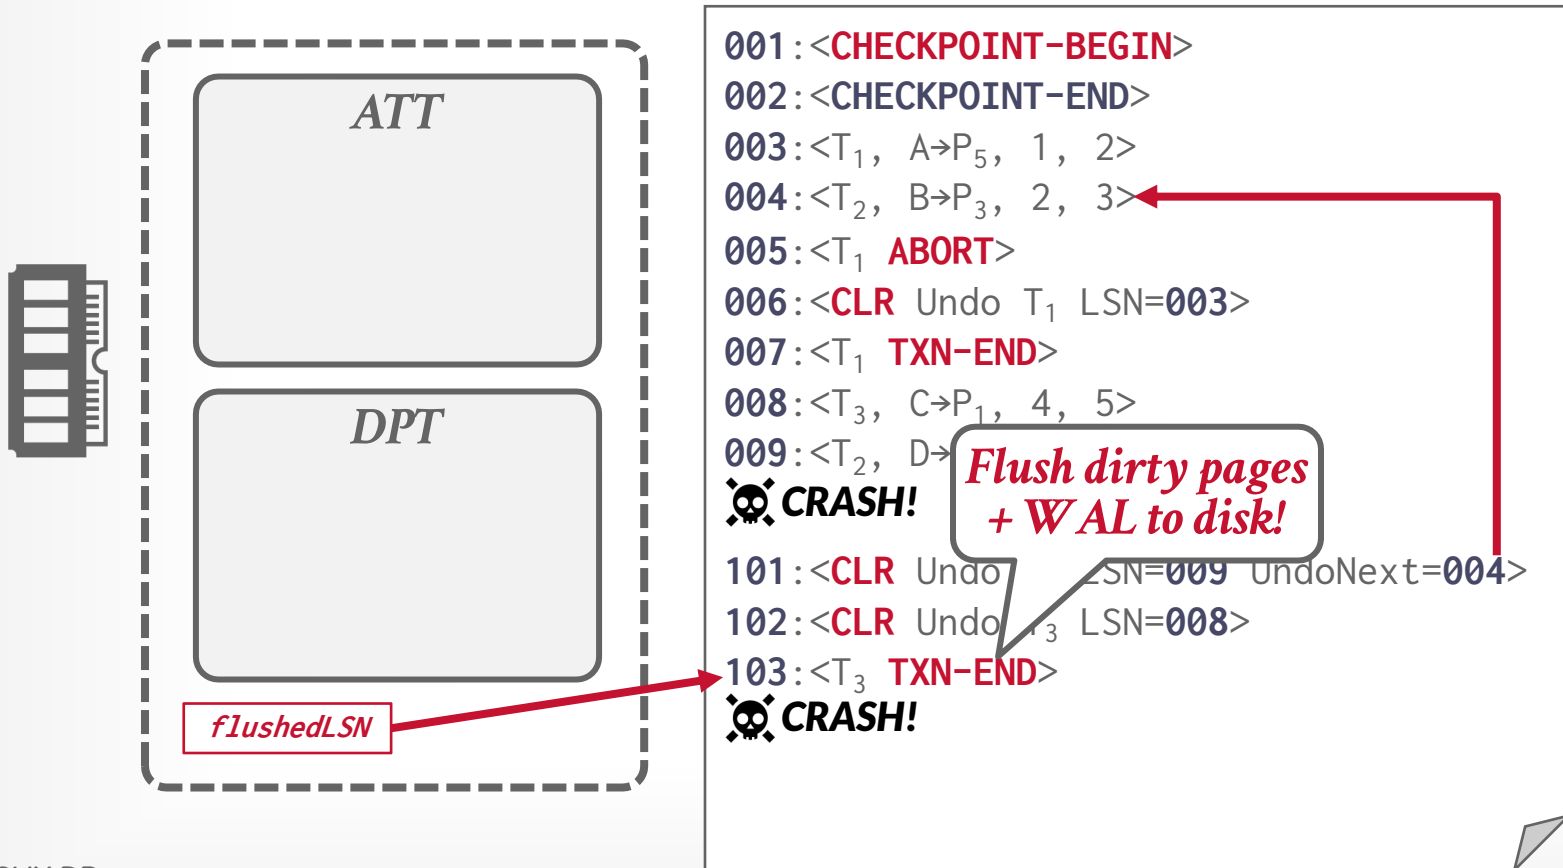 ATT
DPT
flushedLSN
001:<CHECKPOINT-BEGIN>
002:<CHECKPOINT-END>
003:<T₁, A→P₅, 1, 2>
004:<T₂, B→P₃, 2, 3>
005:<T₁ ABORT>
006:<CLR Undo T₁ LSN=003>
007:<T₁ TXN-END>
008:<T₃, C→P₁, 4, 5>
009:<T₂, D→
Flush dirty pages
+ WAL to disk!
CRASH!
101:<CLR Undo LSN=009 UndoNext=004>
102:<CLR Undo T₃ LSN=008>
103:<T₃ TXN-END>
CRASH!